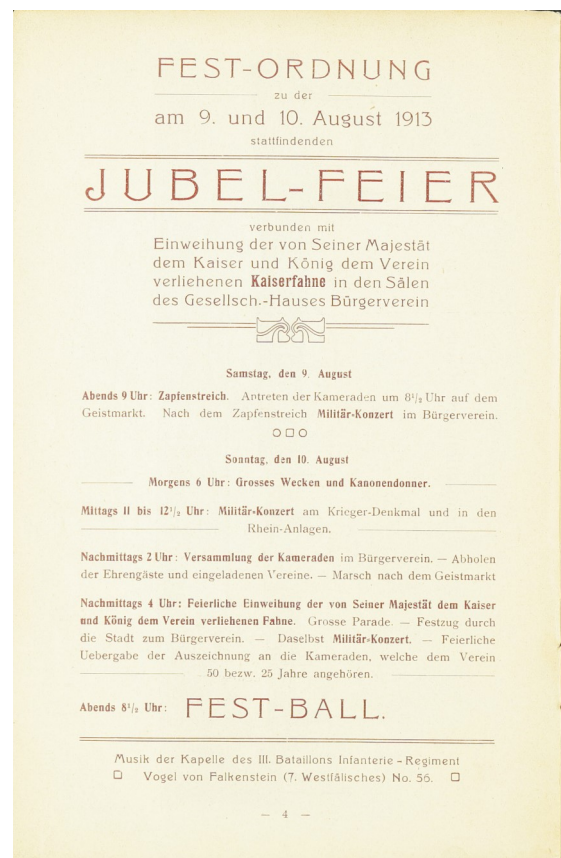 FEST-ORDNUNG
zu der
am 9. und 10. August 1913
stattfindenden
JUBEL-FEIER
verbunden mit
Einweihung der von Seiner Majestät
dem Kaiser und König dem Verein
verliehenen Kaiserfahne in den Sälen
des Gesellsch.-Hauses Bürgerverein
Samstag, den 9. August
Abends 9 Uhr: Zapfenstreich. Antreten der Kameraden um 8½ Uhr auf dem
Geistmarkt. Nach dem Zapfenstreich Militär-Konzert im Bürgerverein.
Sonntag, den 10. August
Morgens 6 Uhr: Grosses Wecken und Kanonendonner.
Mittags 11 bis 12½ Uhr: Militär-Konzert am Krieger-Denkmal und in den
Rhein-Anlagen.
Nachmittags 2 Uhr: Versammlung der Kameraden im Bürgerverein. — Abholen
der Ehrengäste und eingeladenen Vereine. — Marsch nach dem Geistmarkt
Nachmittags 4 Uhr: Feierliche Einweihung der von Seiner Majestät dem Kaiser
und König dem Verein verliehenen Fahne. Grosse Parade. — Festzug durch
die Stadt zum Bürgerverein. — Daselbst Militär-Konzert. — Feierliche
Uebergabe der Auszeichnung an die Kameraden, welche dem Verein
50 bezw. 25 Jahre angehören.
Abends 8½ Uhr: FEST-BALL.
Musik der Kapelle des III. Bataillons Infanterie-Regiment
Vogel von Falkenstein (7. Westfälisches) No. 56.
— 4 —